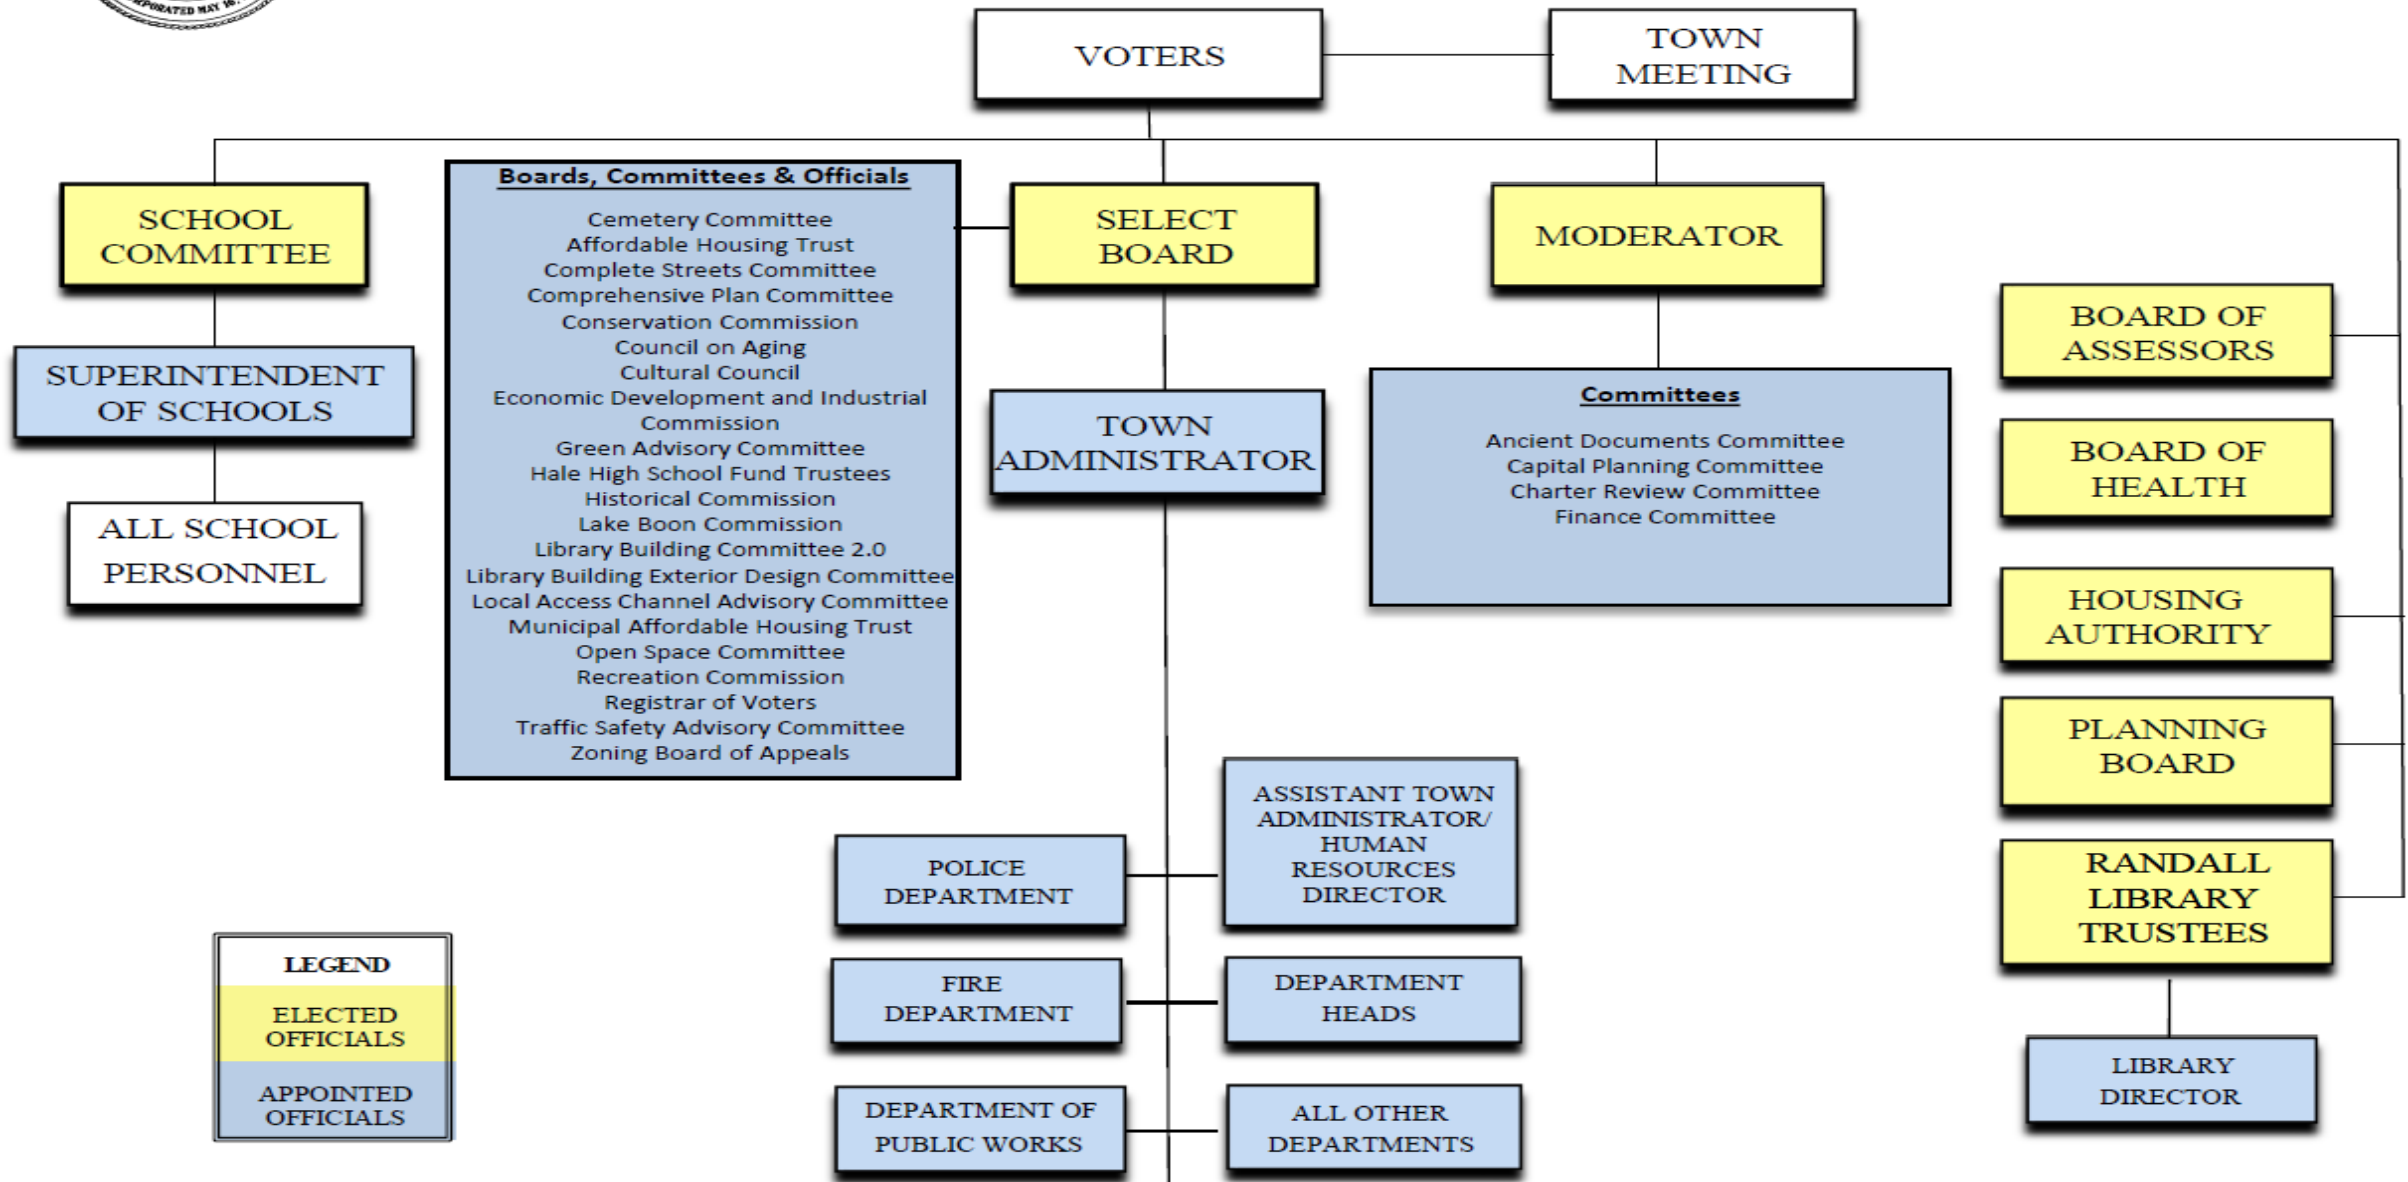 INCORPORATED MAY 16,
VOTERS
TOWN
MEETING
SCHOOL
COMMITTEE
SUPERINTENDENT
OF SCHOOLS
ALL SCHOOL
PERSONNEL
Boards, Committees & Officials
Cemetery Committee
Affordable Housing Trust
Complete Streets Committee
Comprehensive Plan Committee
Conservation Commission
Council on Aging
Cultural Council
Economic Development and Industrial
Commission
Green Advisory Committee
Hale High School Fund Trustees
Historical Commission
Lake Boon Commission
Library Building Committee 2.0
Library Building Exterior Design Committee
Local Access Channel Advisory Committee
Municipal Affordable Housing Trust
Open Space Committee
Recreation Commission
Registrar of Voters
Traffic Safety Advisory Committee
Zoning Board of Appeals
SELECT
BOARD
TOWN
ADMINISTRATOR
MODERATOR
Committees
Ancient Documents Committee
Capital Planning Committee
Charter Review Committee
Finance Committee
BOARD OF
ASSESSORS
BOARD OF
HEALTH
HOUSING
AUTHORITY
PLANNING
BOARD
RANDALL
LIBRARY
TRUSTEES
LIBRARY
DIRECTOR
POLICE
DEPARTMENT
ASSISTANT TOWN
ADMINISTRATOR/
HUMAN
RESOURCES
DIRECTOR
FIRE
DEPARTMENT
DEPARTMENT
HEADS
DEPARTMENT OF
PUBLIC WORKS
ALL OTHER
DEPARTMENTS
LEGEND
ELECTED
OFFICIALS
APPOINTED
OFFICIALS